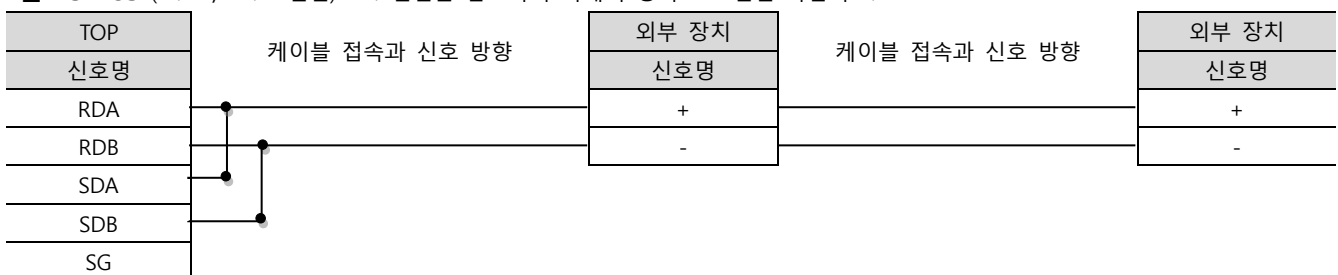 TOP
케이블 접속과 신호 방향
외부 장치
케이블 접속과 신호 방향
외부 장치
신호명
신호명
신호명
RDA
+
+
RDB
-
-
SDA
SDB
SG